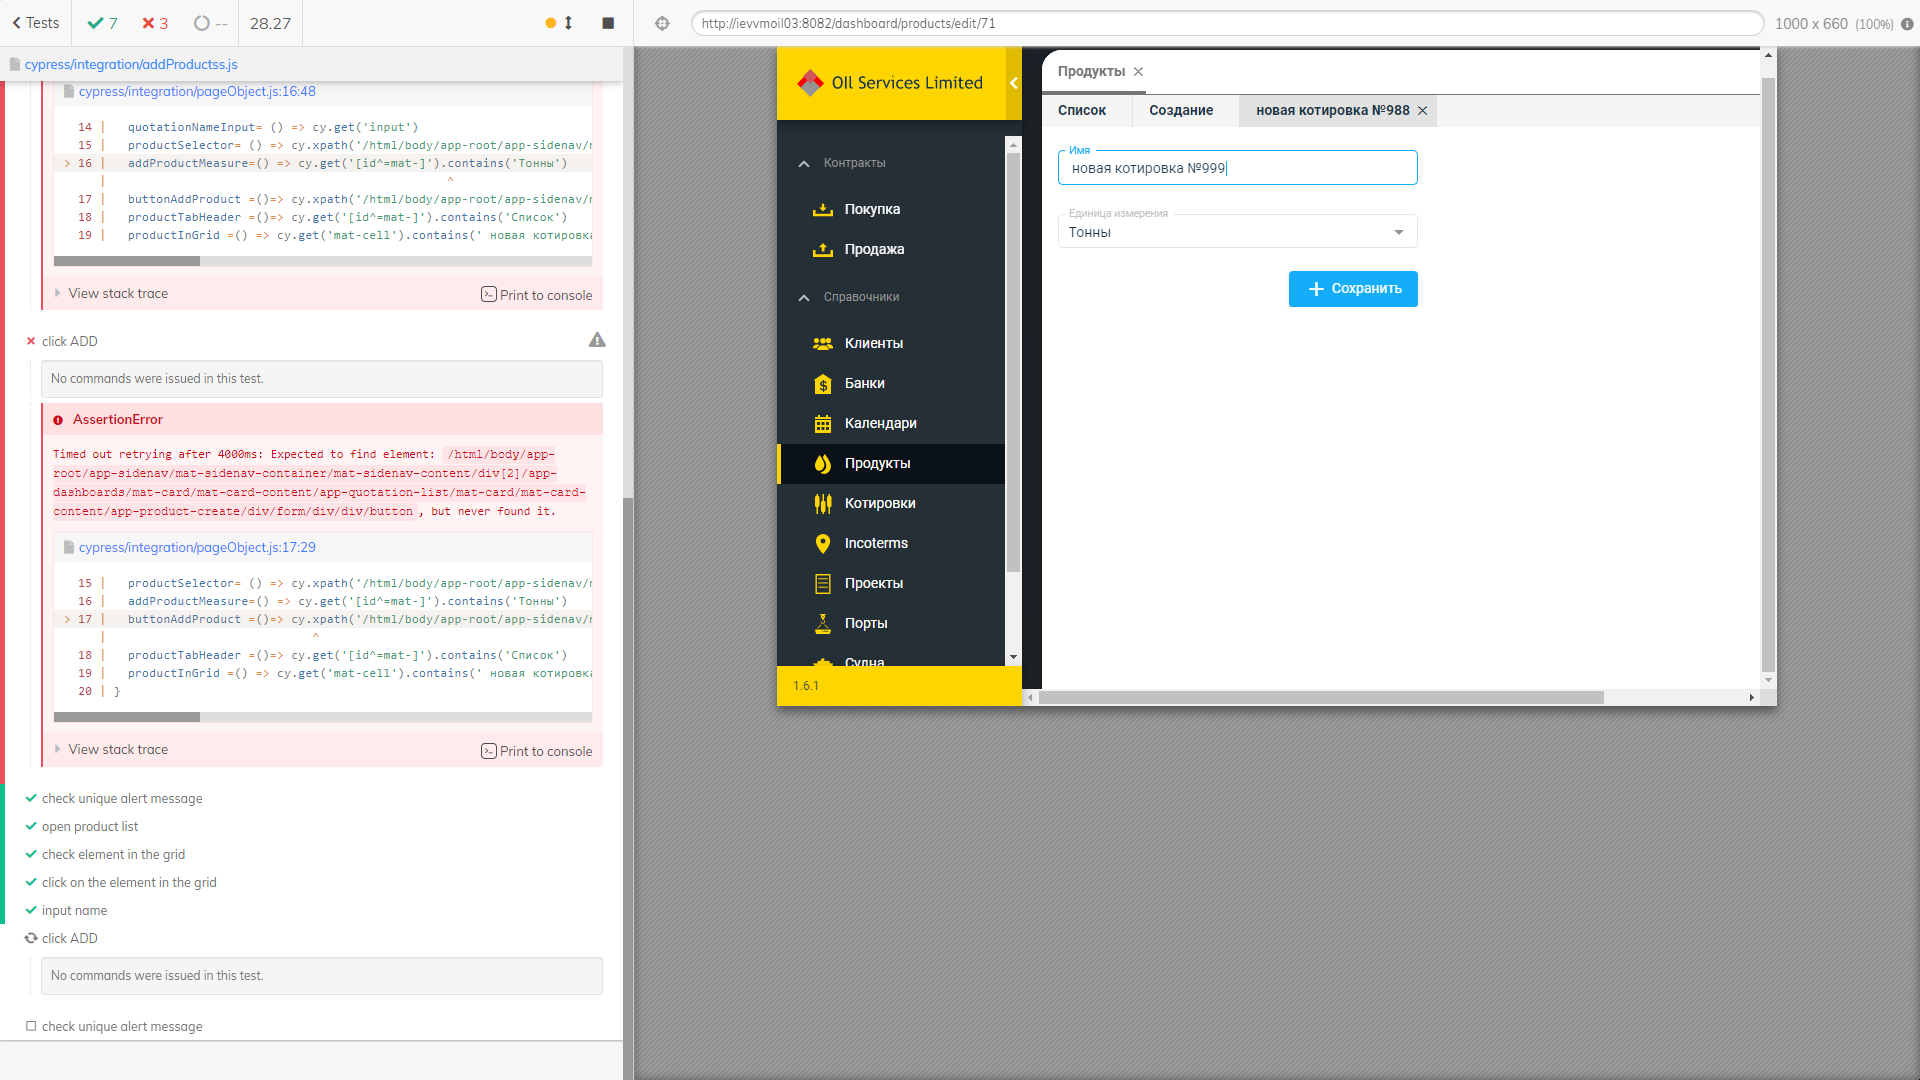 Tests
7
3
--
28.27
http://ievvmoil03:8082/dashboard/products/edit/71
1000 x 660 (100%)
cypress/integration/addProductss.js
cypress/integration/pageObject.js:16:48
14 | quotationNameInput= () => cy.get('input')
15 | productSelector= () => cy.xpath('/html/body/app-root/app-sidenav/
> 16 | addProductMeasure=() => cy.get('[id^=mat-]').contains('Тонны')
| ^
17 | buttonAddProduct =()=> cy.xpath('/html/body/app-root/app-sidenav/
18 | productTabHeader =()=> cy.get('[id^=mat-]').contains('Список')
19 | productInGrid =() => cy.get('mat-cell').contains(' новая котировка
View stack trace
Print to console
click ADD
No commands were issued in this test.
AssertionError
Timed out retrying after 4000ms: Expected to find element: /html/body/app-
root/app-sidenav/mat-sidenav-container/mat-sidenav-content/div[2]/app-
dashboards/mat-card/mat-card-content/app-quotation-list/mat-card/mat-card-
content/app-product-create/div/form/div/div/button , but never found it.
cypress/integration/pageObject.js:17:29
15 | productSelector= () => cy.xpath('/html/body/app-root/app-sidenav/
16 | addProductMeasure=() => cy.get('[id^=mat-]').contains('Тонны')
> 17 | buttonAddProduct =()=> cy.xpath('/html/body/app-root/app-sidenav/
| ^
18 | productTabHeader =()=> cy.get('[id^=mat-]').contains('Список')
19 | productInGrid =() => cy.get('mat-cell').contains(' новая котировка
20 | }
View stack trace
Print to console
check unique alert message
open product list
check element in the grid
click on the element in the grid
input name
click ADD
No commands were issued in this test.
check unique alert message
OIl Services Limited
Контракты
Покупка
Продажа
Справочники
Клиенты
Банки
Календари
Продукты
Котировки
Incoterms
Проекты
Порты
Судна
1.6.1
Продукты
Список
Создание
новая котировка №988
Имя
новая котировка №999
Единица измерения
Тонны
Сохранить